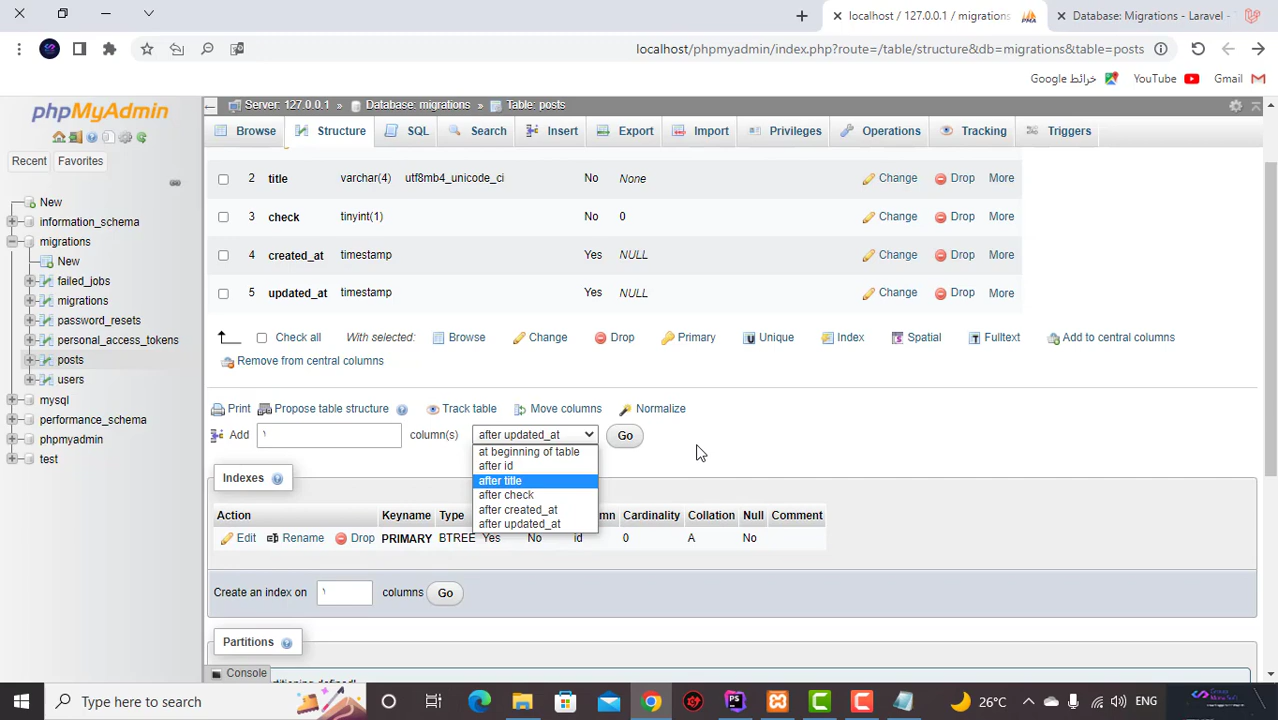 localhost / 127.0.0.1 / migrations
Database: Migrations - Laravel -
localhost/phpmyadmin/index.php?route=/table/structure&db=migrations&table=posts
خرائط Google
YouTube
Gmail
phpMyAdmin
Server: 127.0.0.1 » Database: migrations » Table: posts
Browse Structure SQL Search Insert Export Import Privileges Operations Tracking Triggers
Recent Favorites
New
information_schema
migrations
New
failed_jobs
migrations
password_resets
personal_access_tokens
posts
users
mysql
performance_schema
phpmyadmin
test
2 title varchar(4) utf8mb4_unicode_ci No None Change Drop More
3 check tinyint(1) No 0 Change Drop More
4 created_at timestamp Yes NULL Change Drop More
5 updated_at timestamp Yes NULL Change Drop More
Check all With selected: Browse Change Drop Primary Unique Index Spatial Fulltext Add to central columns
Remove from central columns
Print Propose table structure Track table Move columns Normalize
Add ١ column(s) after updated_at Go
at beginning of table
after id
after title
after check
after created_at
after updated_at
Indexes
Action Keyname Type Cardinality Collation Null Comment
Edit Rename Drop PRIMARY BTREE Yes No id 0 A No
Create an index on ١ columns Go
Partitions
Console
Type here to search
26°C
ENG